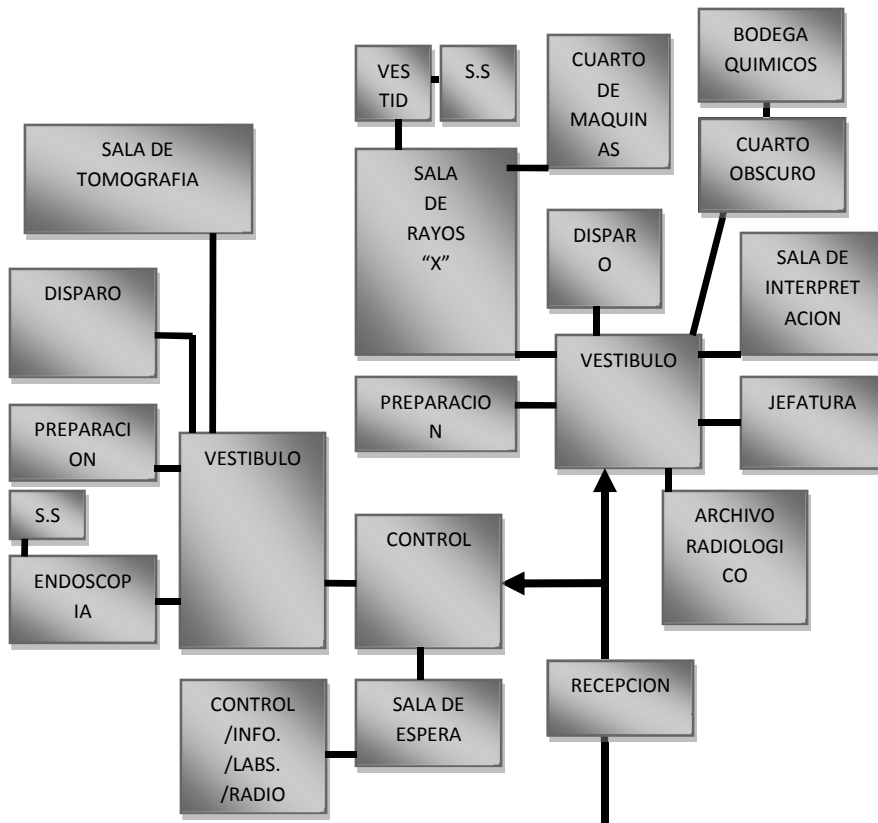 VES
TID
S.S
CUARTO
DE
MAQUIN
AS
BODEGA
QUIMICOS
SALA DE
TOMOGRAFIA
SALA
DE
RAYOS
“X”
CUARTO
OBSCURO
DISPAR
O
SALA DE
INTERPRET
ACION
DISPARO
VESTIBULO
PREPARACIO
N
JEFATURA
PREPARACI
ON
VESTIBULO
S.S
CONTROL
ARCHIVO
RADIOLOGI
CO
ENDOSCOP
IA
RECEPCION
CONTROL
/INFO.
/LABS.
/RADIO
SALA DE
ESPERA